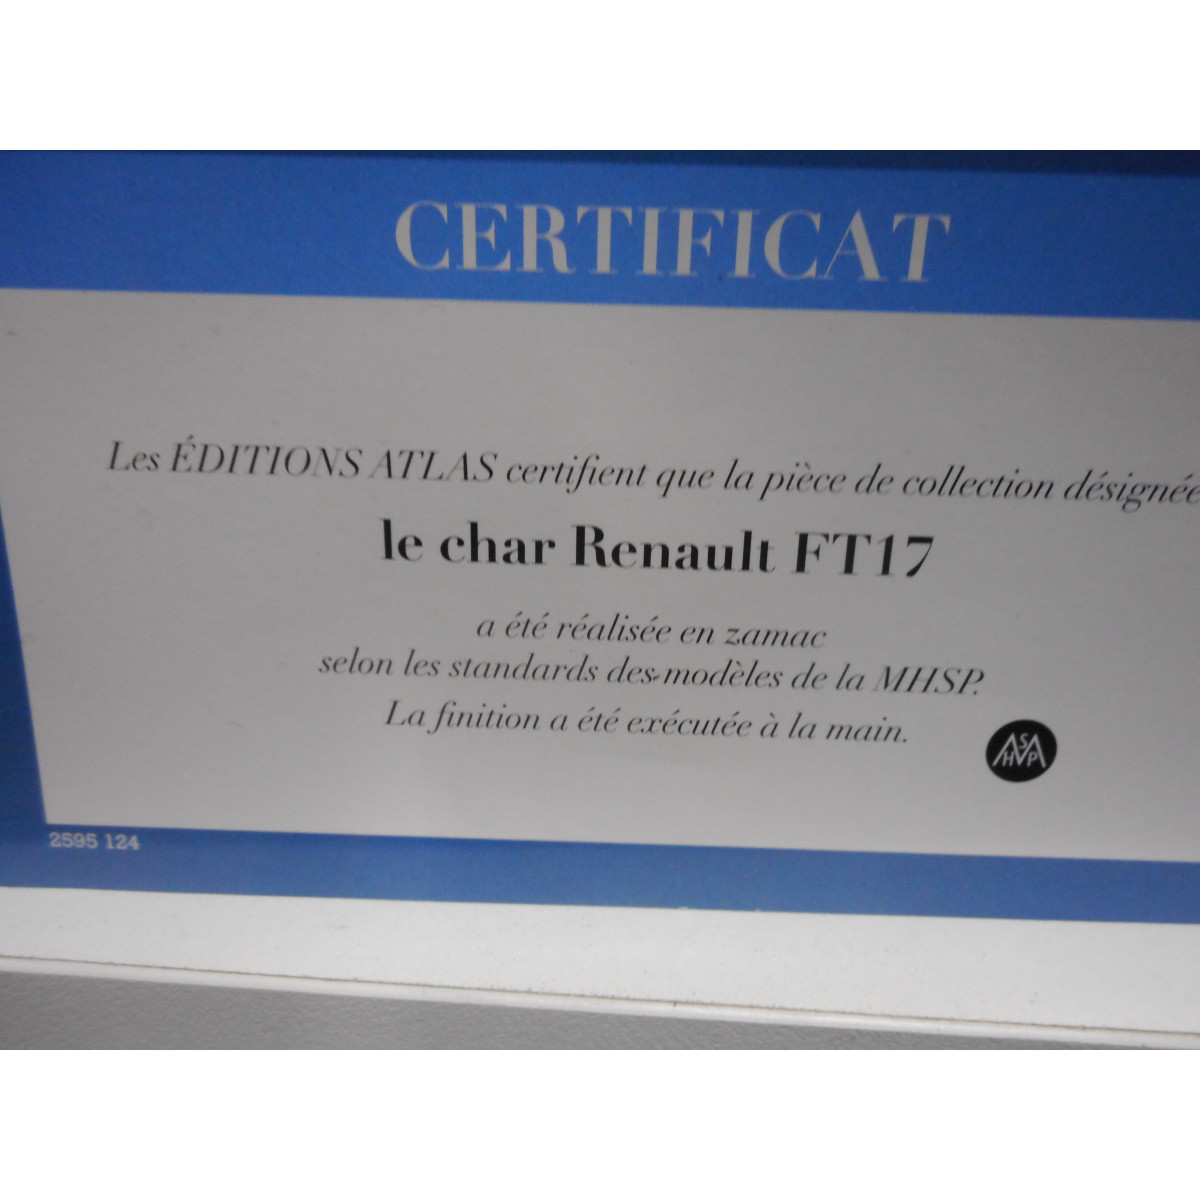 CERTIFICAT
Les ÉDITIONS ATLAS certifient que la pièce de collection désignée
le char Renault FT17
a été réalisée en zamac
selon les standards des modèles de la MHSP.
La finition a été exécutée à la main.
MHSP
2595 124